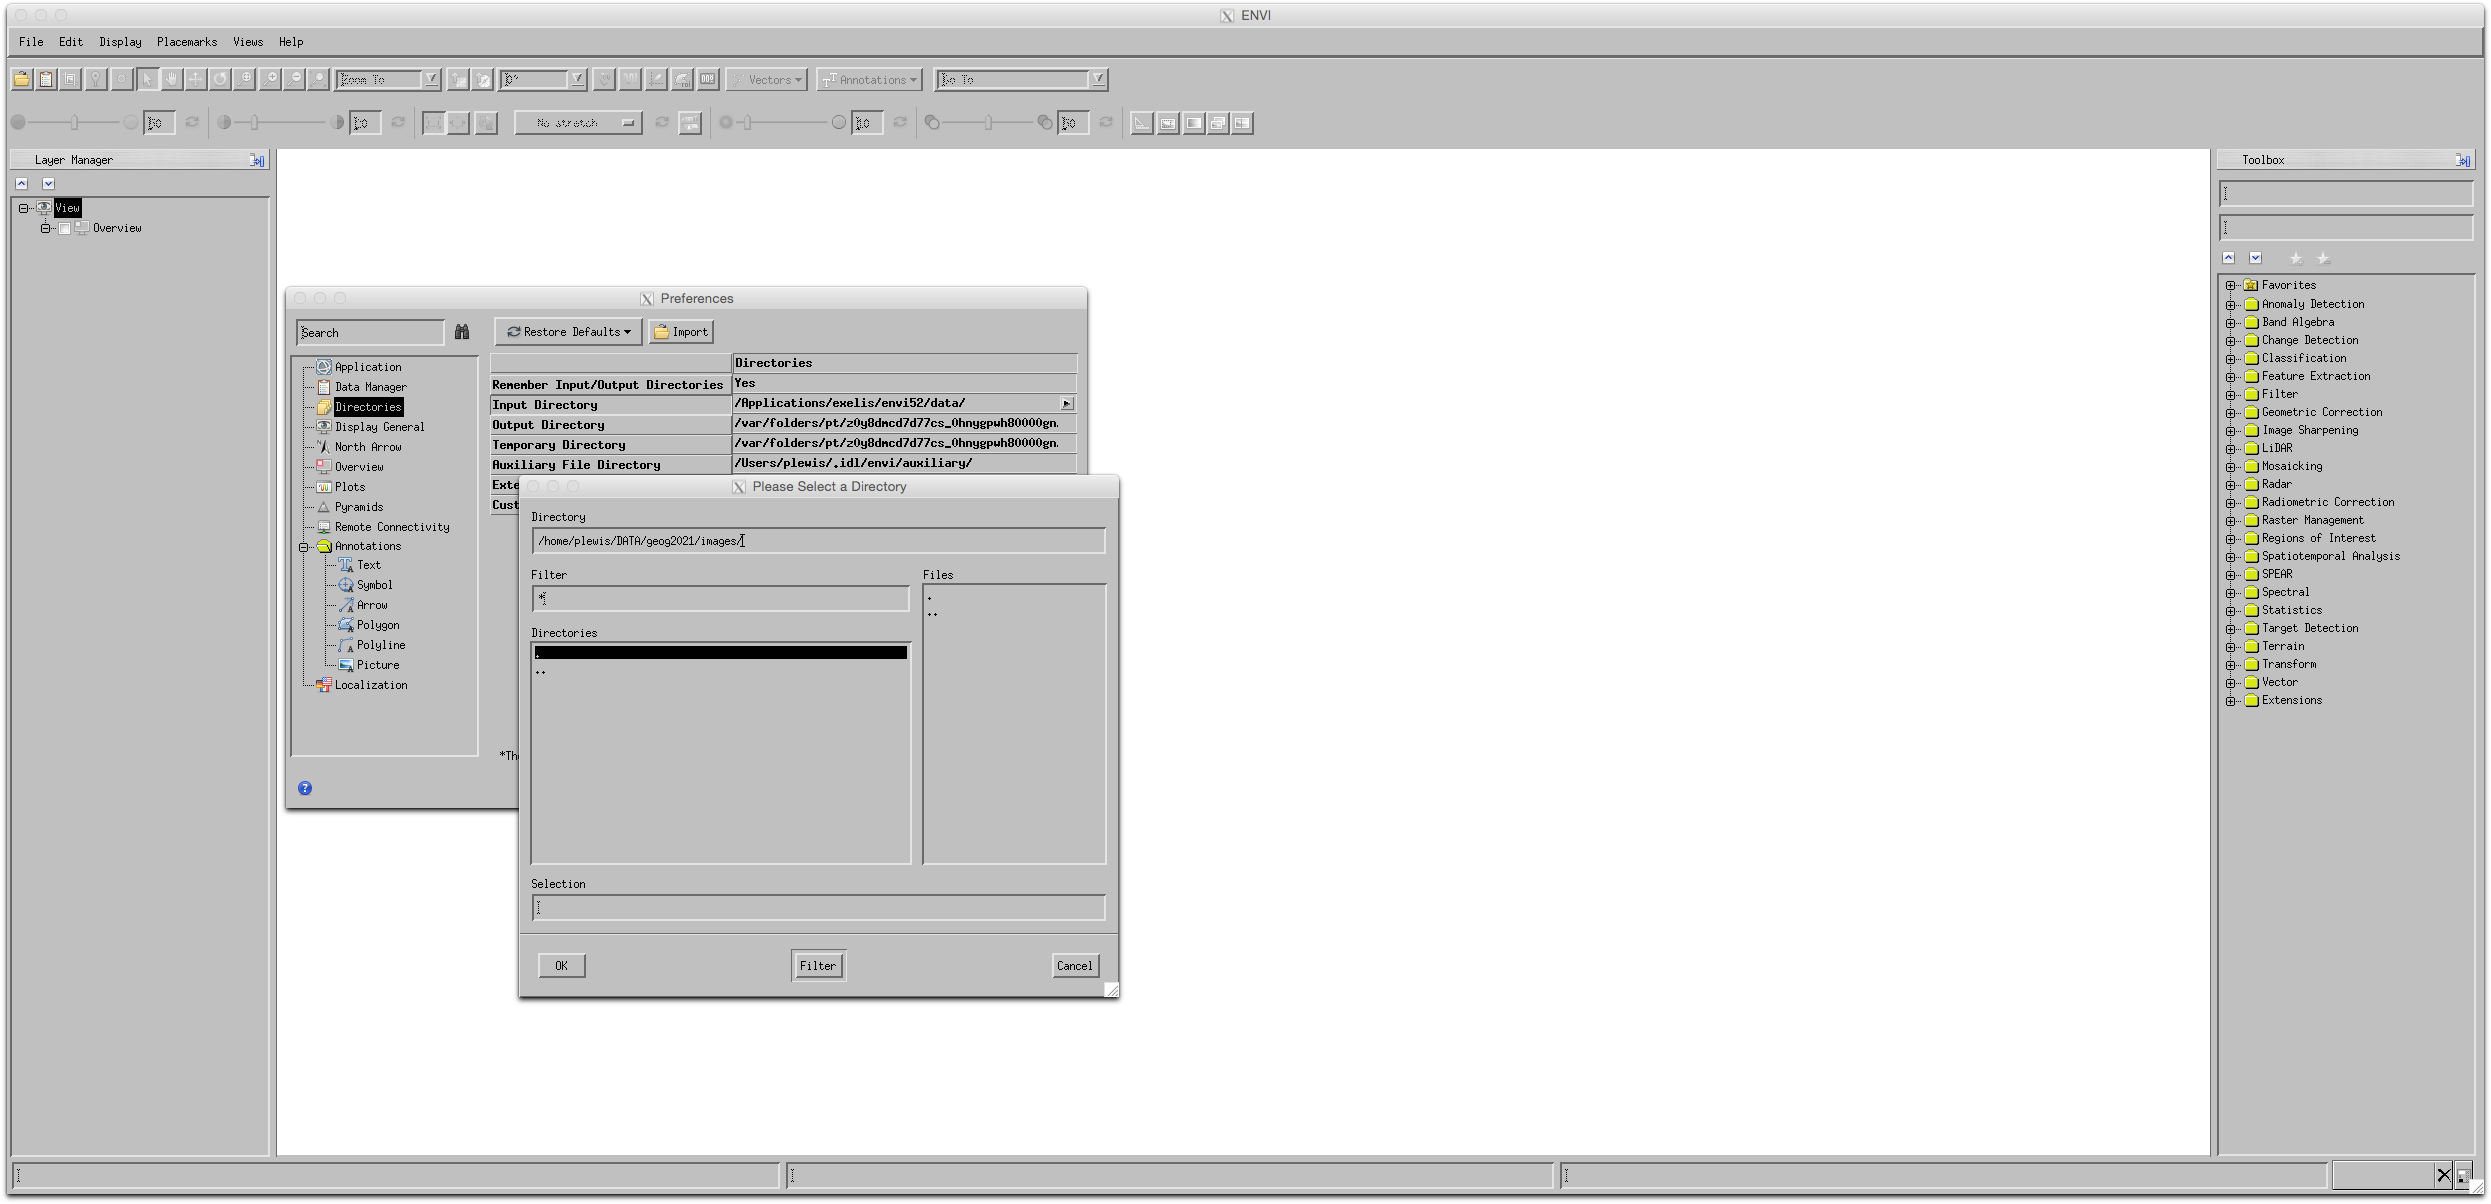 ENVI
File Edit Display Placemarks Views Help
Zoom To
0°
Vectors
Annotations
Go To
No stretch
Layer Manager
View
Overview
Toolbox
Favorites
Anomaly Detection
Band Algebra
Change Detection
Classification
Feature Extraction
Filter
Geometric Correction
Image Sharpening
LiDAR
Mosaicking
Radar
Radiometric Correction
Raster Management
Regions of Interest
Spatiotemporal Analysis
SPEAR
Spectral
Statistics
Target Detection
Terrain
Transform
Vector
Extensions
Preferences
Search
Restore Defaults
Import
Application
Data Manager
Directories
Display General
North Arrow
Overview
Plots
Pyramids
Remote Connectivity
Annotations
Text
Symbol
Arrow
Polygon
Polyline
Picture
Localization
Directories
Remember Input/Output Directories Yes
Input Directory /Applications/exelis/envi52/data/
Output Directory /var/folders/pt/z0y8dmcd7d77cs_0hnygpwh80000gn.
Temporary Directory /var/folders/pt/z0y8dmcd7d77cs_0hnygpwh80000gn.
Auxiliary File Directory /Users/plewis/.idl/envi/auxiliary/
Exte
Cust
*Th
Please Select a Directory
Directory
/home/plewis/DATA/geog2021/images/
Filter
*
Files
.
..
Directories
.
..
Selection
OK Filter Cancel